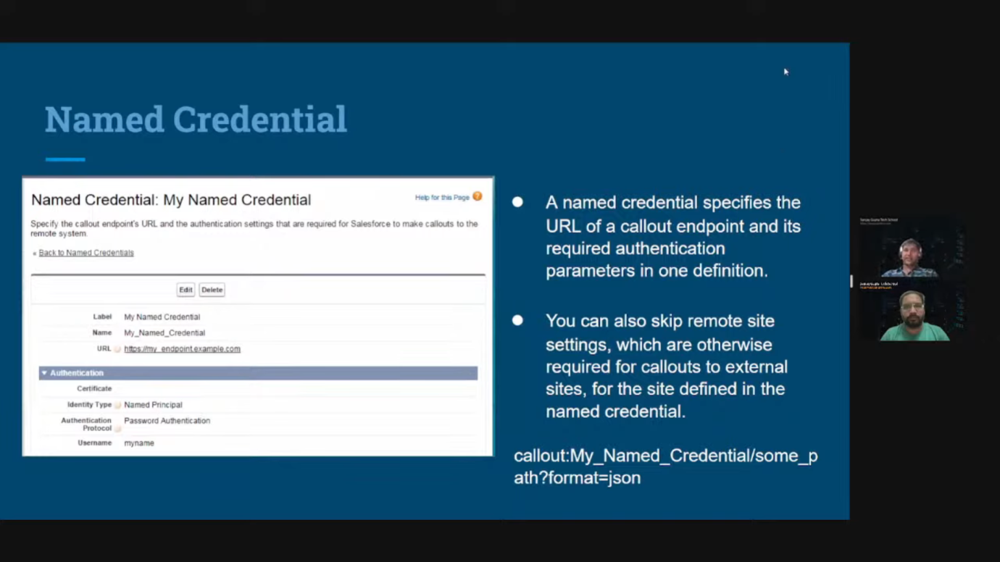 Named Credential
Named Credential: My Named Credential
Help for this Page
Specify the callout endpoint's URL and the authentication settings that are required for Salesforce to make callouts to the
remote system.
« Back to Named Credentials
Edit Delete
Label My Named Credential
Name My_Named_Credential
URL https://my_endpoint.example.com
Authentication
Certificate
Identity Type Named Principal
Authentication Protocol Password Authentication
Username myname
● A named credential specifies the
URL of a callout endpoint and its
required authentication
parameters in one definition.
● You can also skip remote site
settings, which are otherwise
required for callouts to external
sites, for the site defined in the
named credential.
callout:My_Named_Credential/some_p
ath?format=json